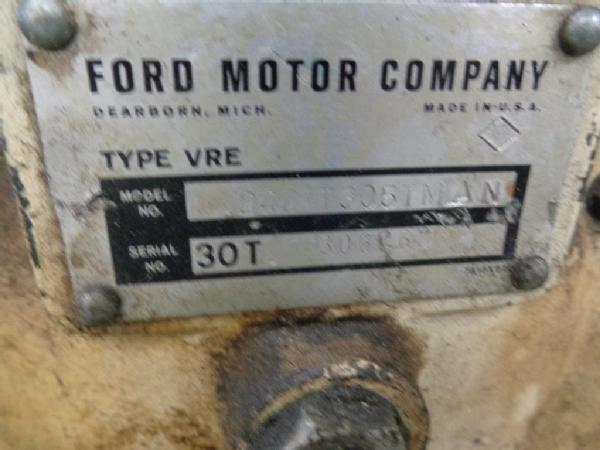 FORD MOTOR COMPANY
DEARBORN, MICH. MADE IN U.S.A.
TYPE VRE
MODEL NO.
SERIAL NO. 30T